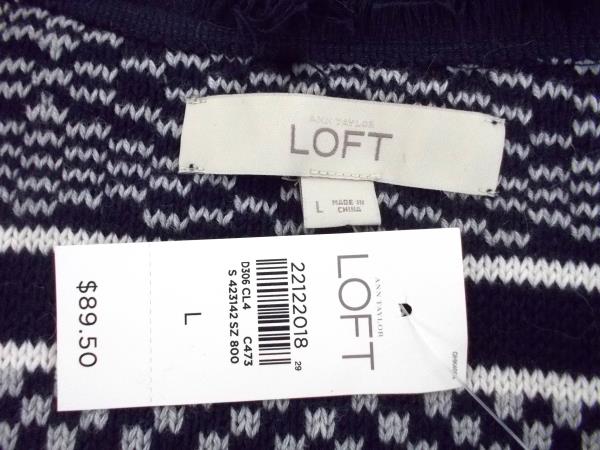 ANN TAYLOR
LOFT
L
MADE IN
CHINA
ANN TAYLOR
LOFT
22122018
29
D306 CL4 C473
S 423142 SZ 800
L
$89.50